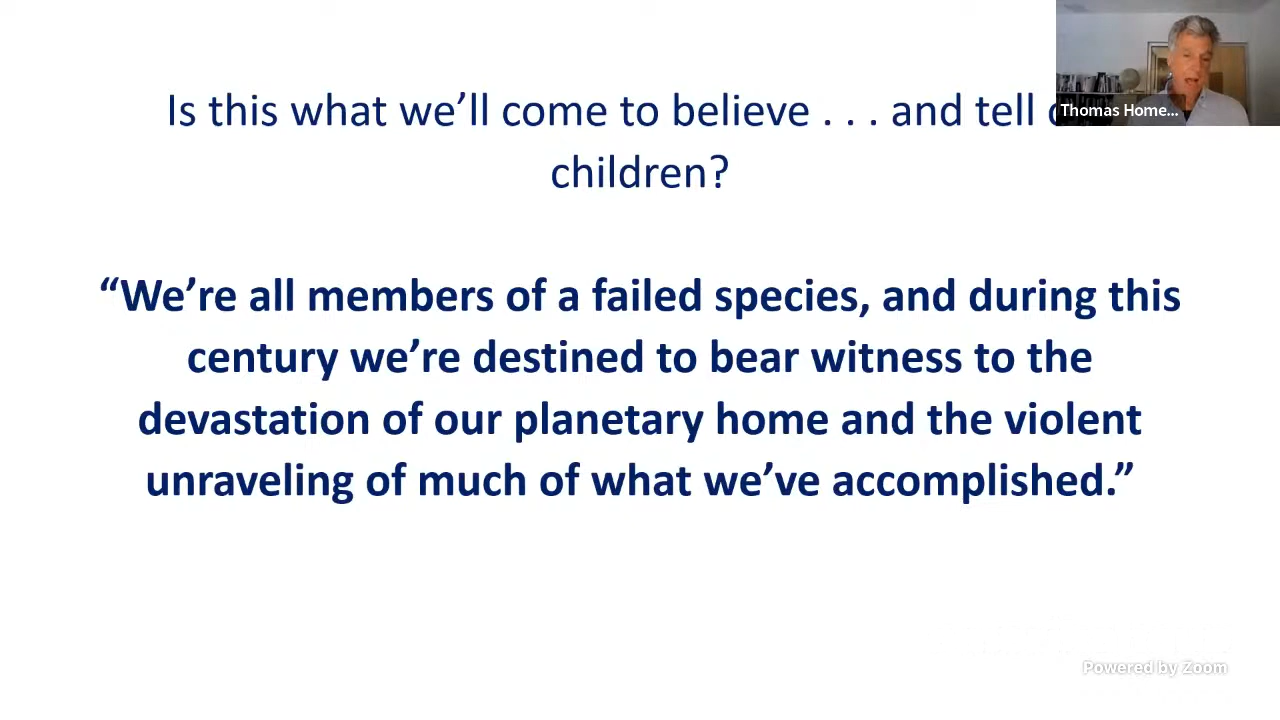 Is this what we’ll come to believe . . . and tell
children?
“We’re all members of a failed species, and during this
century we’re destined to bear witness to the
devastation of our planetary home and the violent
unraveling of much of what we’ve accomplished.”
Thomas Home...
Powered by Zoom